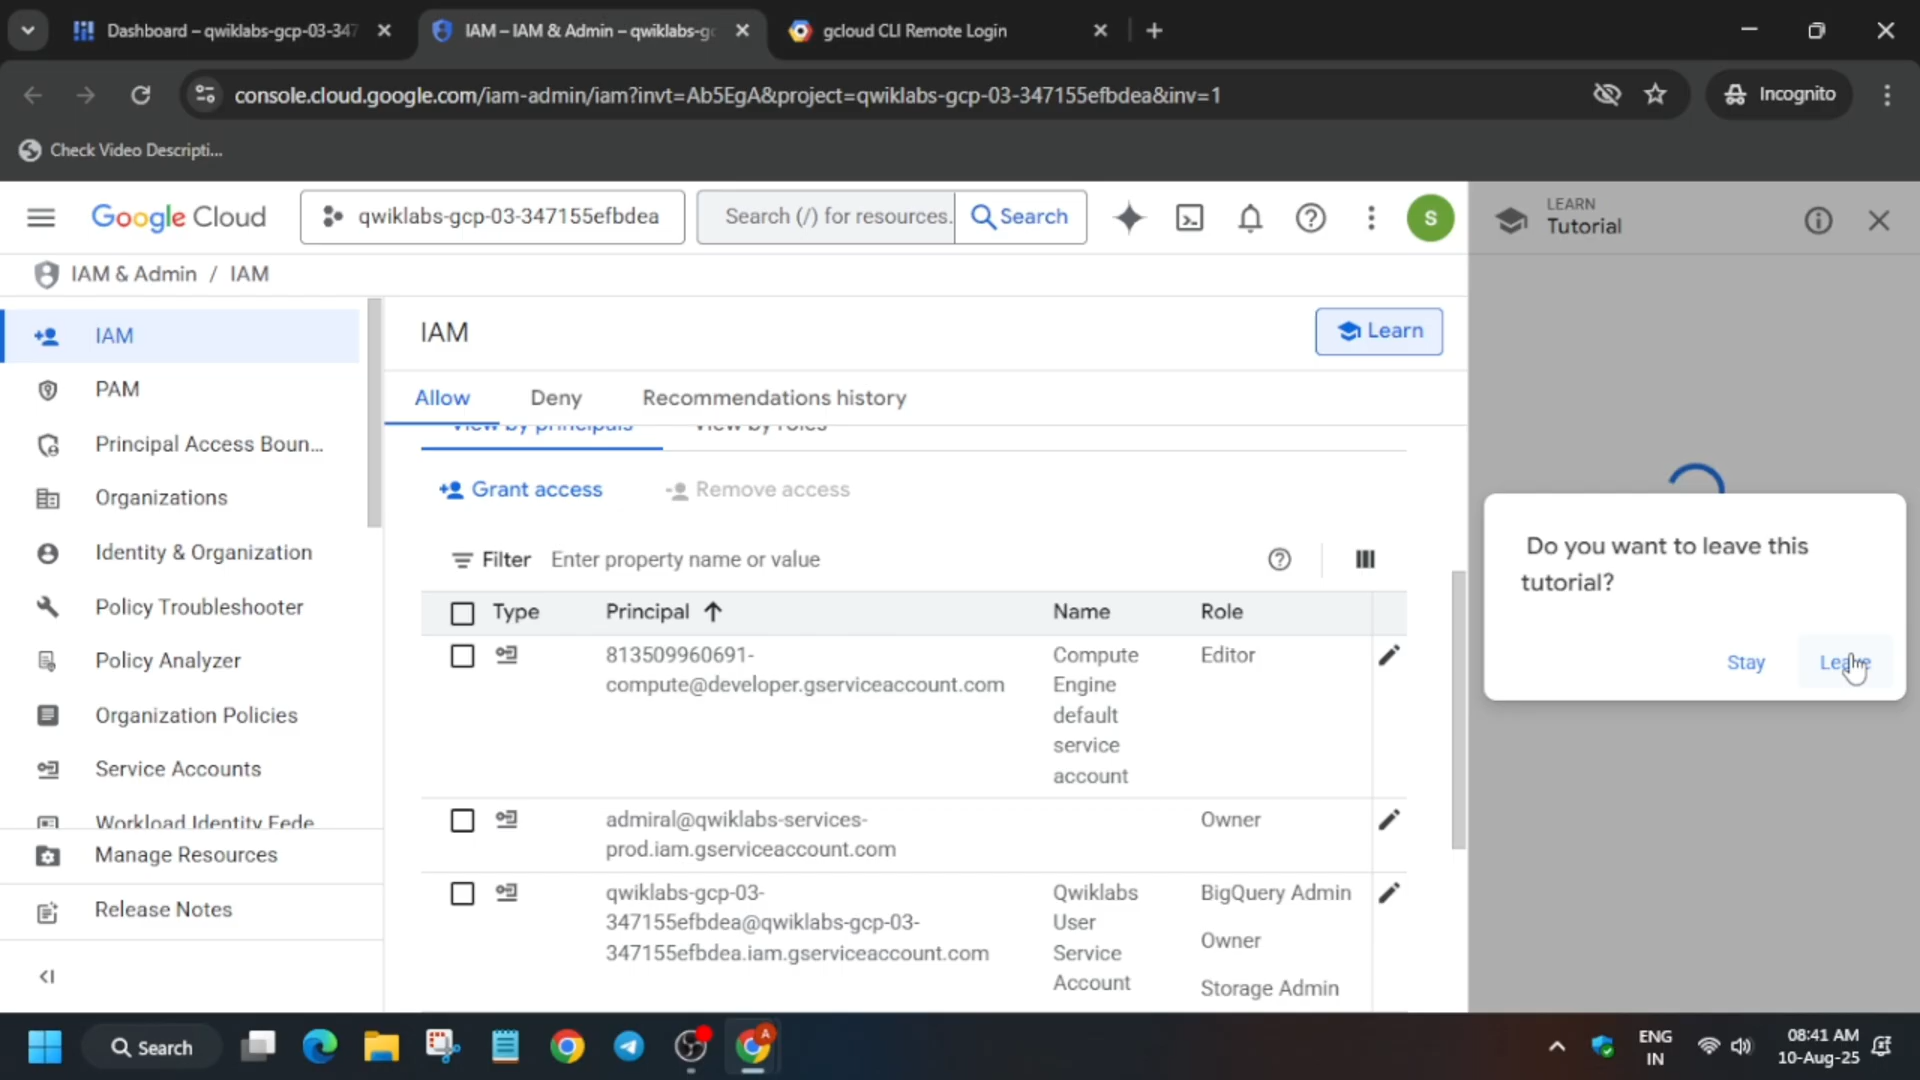 Dashboard – qwiklabs-gcp-03-347
IAM – IAM & Admin – qwiklabs-gc
gcloud CLI Remote Login
console.cloud.google.com/iam-admin/iam?invt=Ab5EgA&project=qwiklabs-gcp-03-347155efbdea&inv=1
Incognito
Check Video Descripti...
Google Cloud
qwiklabs-gcp-03-347155efbdea
Search (/) for resources.
Search
S
LEARN
Tutorial
IAM & Admin / IAM
IAM
PAM
Principal Access Boun...
Organizations
Identity & Organization
Policy Troubleshooter
Policy Analyzer
Organization Policies
Service Accounts
Workload Identity Fede
Manage Resources
Release Notes
IAM
Learn
Allow
Deny
Recommendations history
View by principals
View by roles
Grant access
Remove access
Filter Enter property name or value
Type Principal Name Role
813509960691-
compute@developer.gserviceaccount.com
Compute
Engine
default
service
account
Editor
admiral@qwiklabs-services-
prod.iam.gserviceaccount.com
Owner
qwiklabs-gcp-03-
347155efbdea@qwiklabs-gcp-03-
347155efbdea.iam.gserviceaccount.com
Qwiklabs
User
Service
Account
BigQuery Admin
Owner
Storage Admin
Do you want to leave this
tutorial?
Stay
Leave
Search
A
ENG
IN
08:41 AM
10-Aug-25